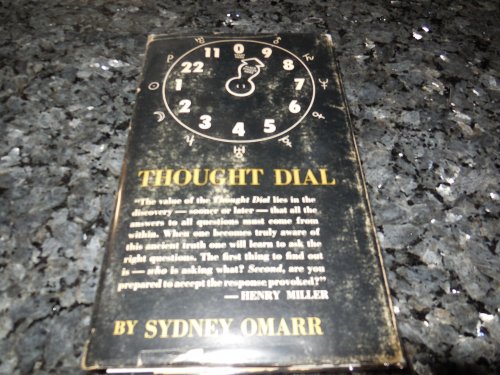 11 0 9
22 8
1 7
2 5
4 3
THOUGHT DIAL
"The value of the Thought Dial lies in the
discovery — sooner or later — that all the
answers to all questions must come from
within. When one becomes truly aware of
this ancient truth one will learn to ask the
right questions. The first thing to find out
is — who is asking what? Second, are you
prepared to accept the response provoked?"
— HENRY MILLER
BY SYDNEY OMARR